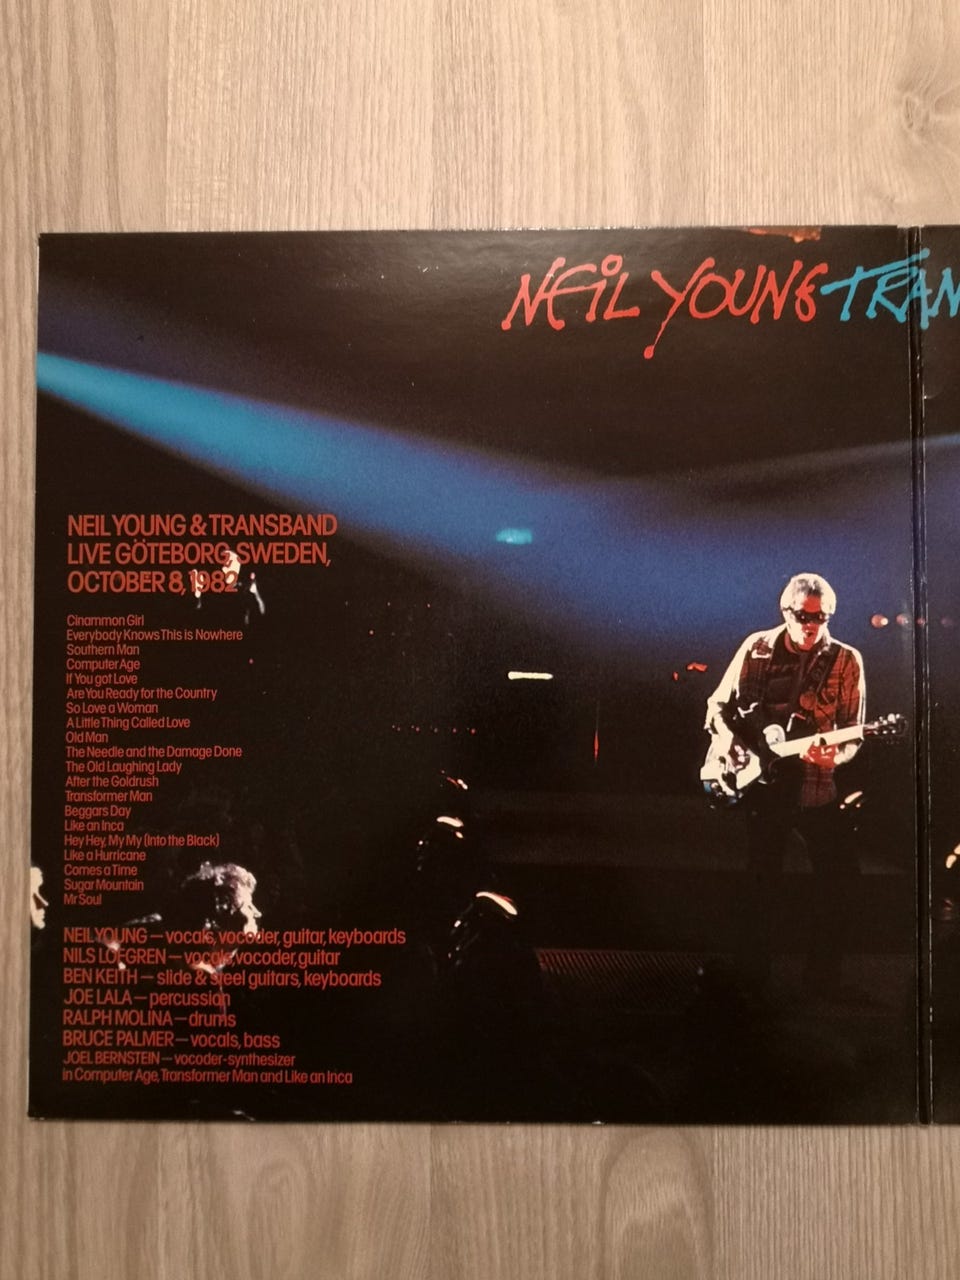 NEIL YOUNG TRAN
NEIL YOUNG & TRANSBAND
LIVE GÖTEBORG, SWEDEN,
OCTOBER 8, 1982
Cinammon Girl
Everybody Knows This is Nowhere
Southern Man
Computer Age
If You got Love
Are You Ready for the Country
So Love a Woman
A Little Thing Called Love
Old Man
The Needle and the Damage Done
The Old Laughing Lady
After the Goldrush
Transformer Man
Beggars Day
Like an Inca
Hey Hey, My My (Into the Black)
Like a Hurricane
Comes a Time
Sugar Mountain
Mr Soul
NEIL YOUNG — vocals, vocoder, guitar, keyboards
NILS LOFGREN — vocals, vocoder, guitar
BEN KEITH — slide & steel guitars, keyboards
JOE LALA — percussian
RALPH MOLINA — drums
BRUCE PALMER — vocals, bass
JOEL BERNSTEIN — vocoder-synthesizer
in Computer Age, Transformer Man and Like an Inca